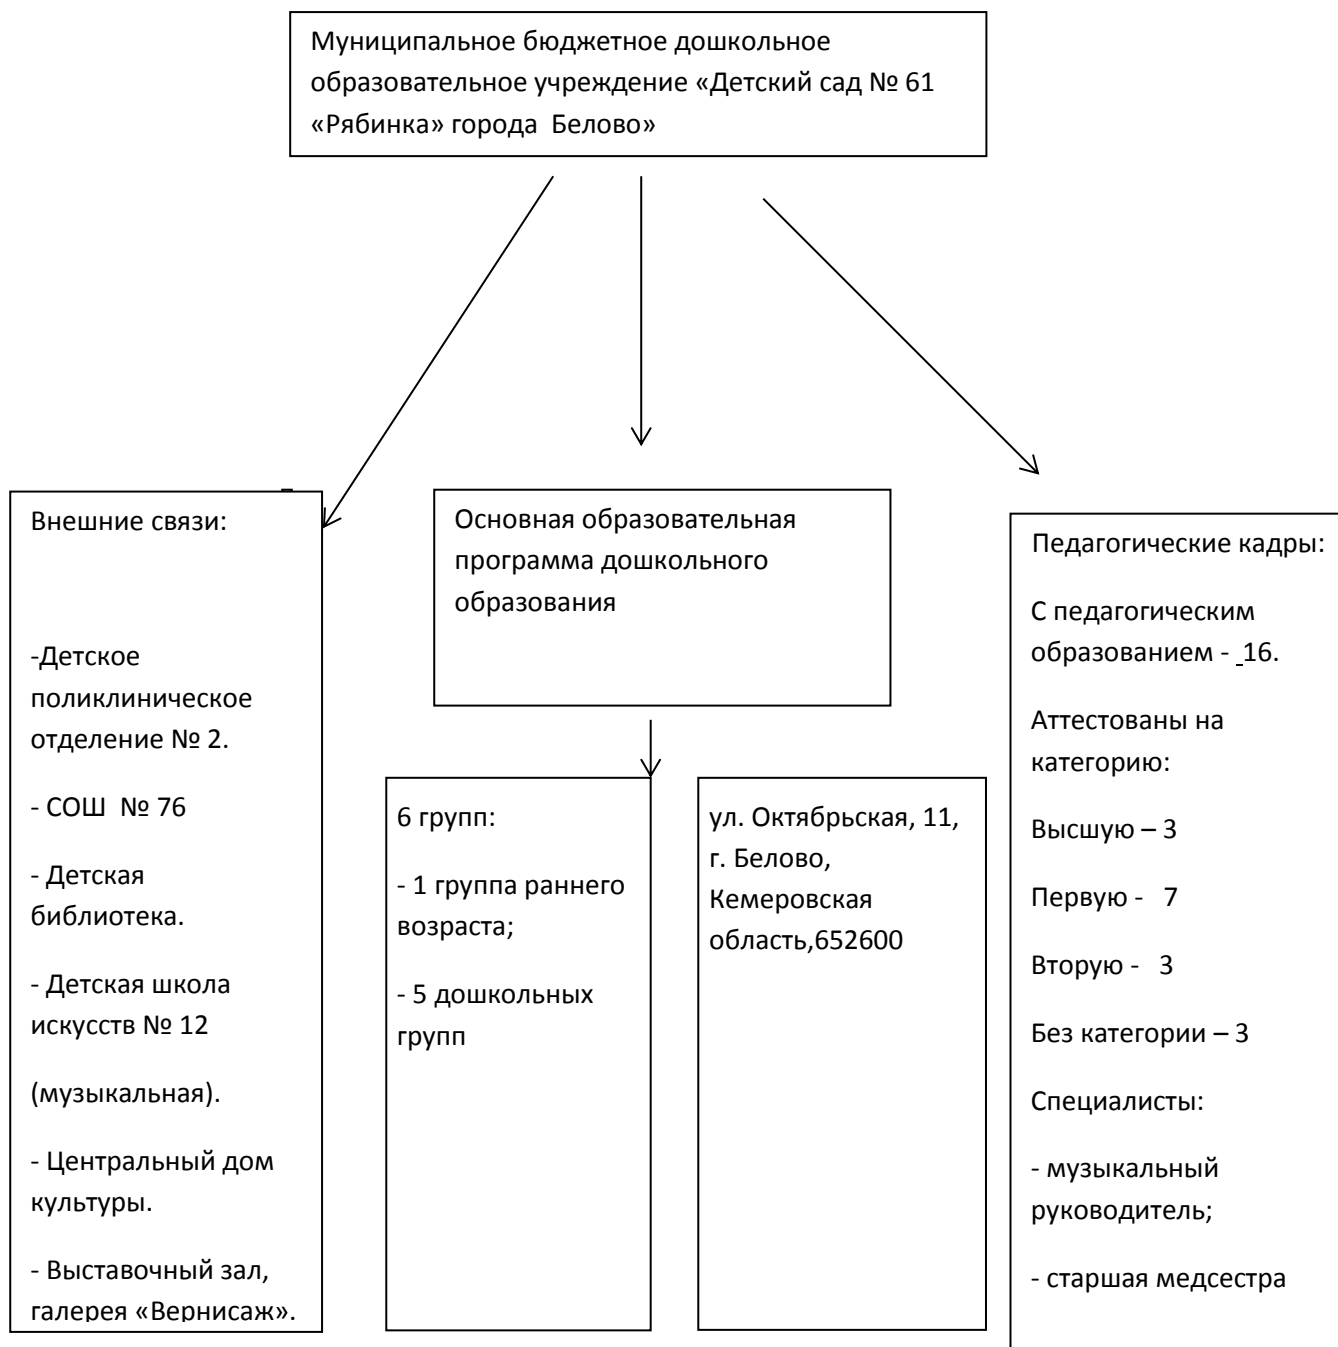 Муниципальное бюджетное дошкольное
образовательное учреждение «Детский сад № 61
«Рябинка» города  Белово»
Внешние связи:
-Детское
поликлиническое
отделение № 2.
- СОШ  № 76
- Детская
библиотека.
- Детская школа
искусств № 12
(музыкальная).
- Центральный дом
культуры.
- Выставочный зал,
галерея «Вернисаж».
Основная образовательная
программа дошкольного
образования
6 групп:
- 1 группа раннего
возраста;
- 5 дошкольных
групп
ул. Октябрьская, 11,
г. Белово,
Кемеровская
область,652600
Педагогические кадры:
С педагогическим
образованием - 16.
Аттестованы на
категорию:
Высшую – 3
Первую -   7
Вторую -   3
Без категории – 3
Специалисты:
- музыкальный
руководитель;
- старшая медсестра